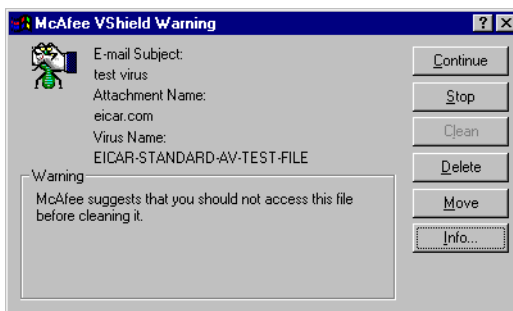 McAfee VShield Warning
E-mail Subject:
test virus
Attachment Name:
eicar.com
Virus Name:
EICAR-STANDARD-AV-TEST-FILE
Warning
McAfee suggests that you should not access this file
before cleaning it.
Continue
Stop
Clean
Delete
Move
Info...